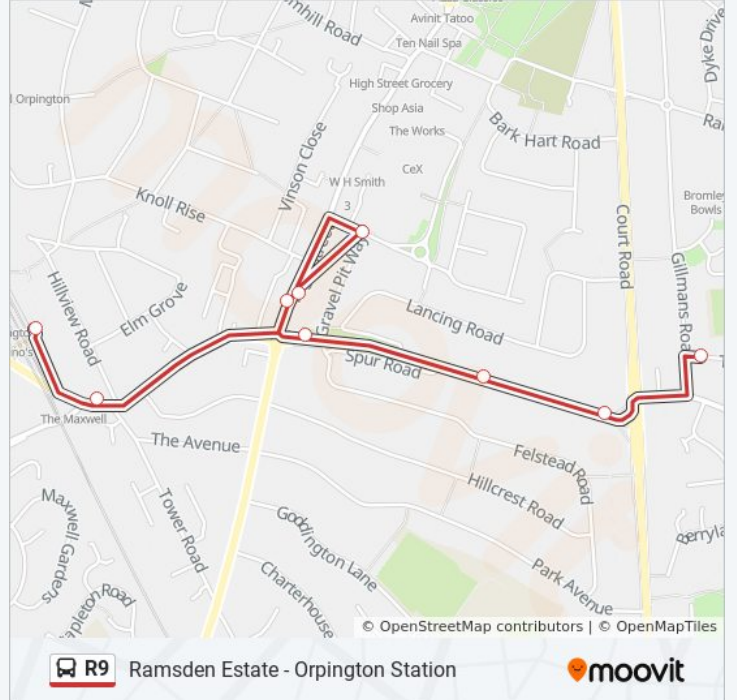 Avinit Tatoo
Ten Nail Spa
Dyke Drive
l Orpington
High Street Grocery
Shop Asia
The Works
Bark Hart Road
Vinson Close
CeX
W H Smith
Knoll Rise
3
Bromle
Bowls
Court Road
Gillmans Road
Gravel Pit Way
Hillview Road
Elm Grove
Lancing Road
Spur Road
The Maxwell
The Avenue
Felstead Road
Hillcrest Road
Maxwell Gardens
Tower Road
Goddington Lane
Park Avenue
Charterhouse
© OpenStreetMap contributors | © OpenMapTiles
R9 Ramsden Estate - Orpington Station moovit